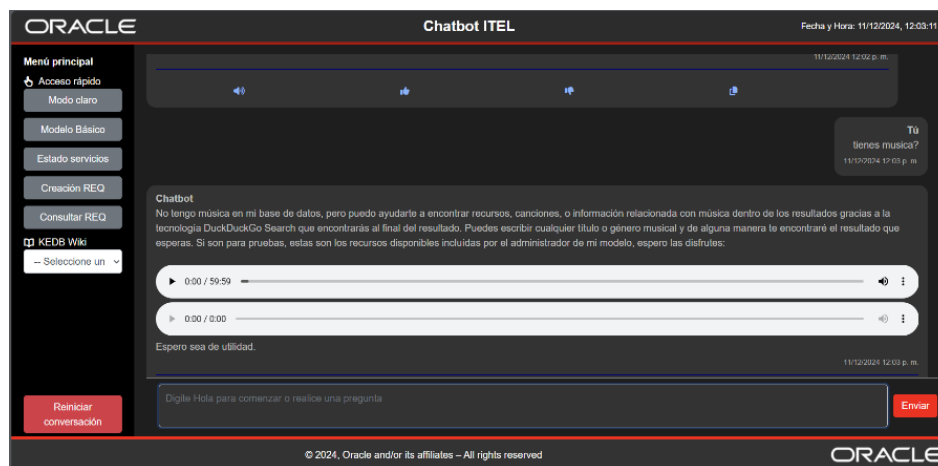 ORACLE
Chatbot ITEL
Fecha y Hora: 11/12/2024, 12:03:11
Menú principal
Acceso rápido
Modo claro
Modelo Básico
Estado servicios
Creación REQ
Consultar REQ
KEDB Wiki
-- Seleccione un
Reiniciar
conversación
11/12/2024 12:02 p. m.
Tú
tienes musica?
11/12/2024 12:03 p. m.
Chatbot
No tengo música en mi base de datos, pero puedo ayudarte a encontrar recursos, canciones, o información relacionada con música dentro de los resultados gracias a la
tecnología DuckDuckGo Search que encontrarás al final del resultado. Puedes escribir cualquier título o género musical y de alguna manera te encontraré el resultado que
esperas. Si son para pruebas, estas son los recursos disponibles incluídas por el administrador de mi modelo, espero las disfrutes:
0:00 / 59:59
0:00 / 0:00
Espero sea de utilidad.
11/12/2024 12:03 p. m.
Digite Hola para comenzar o realice una pregunta
Enviar
© 2024, Oracle and/or its affiliates – All rights reserved
ORACLE